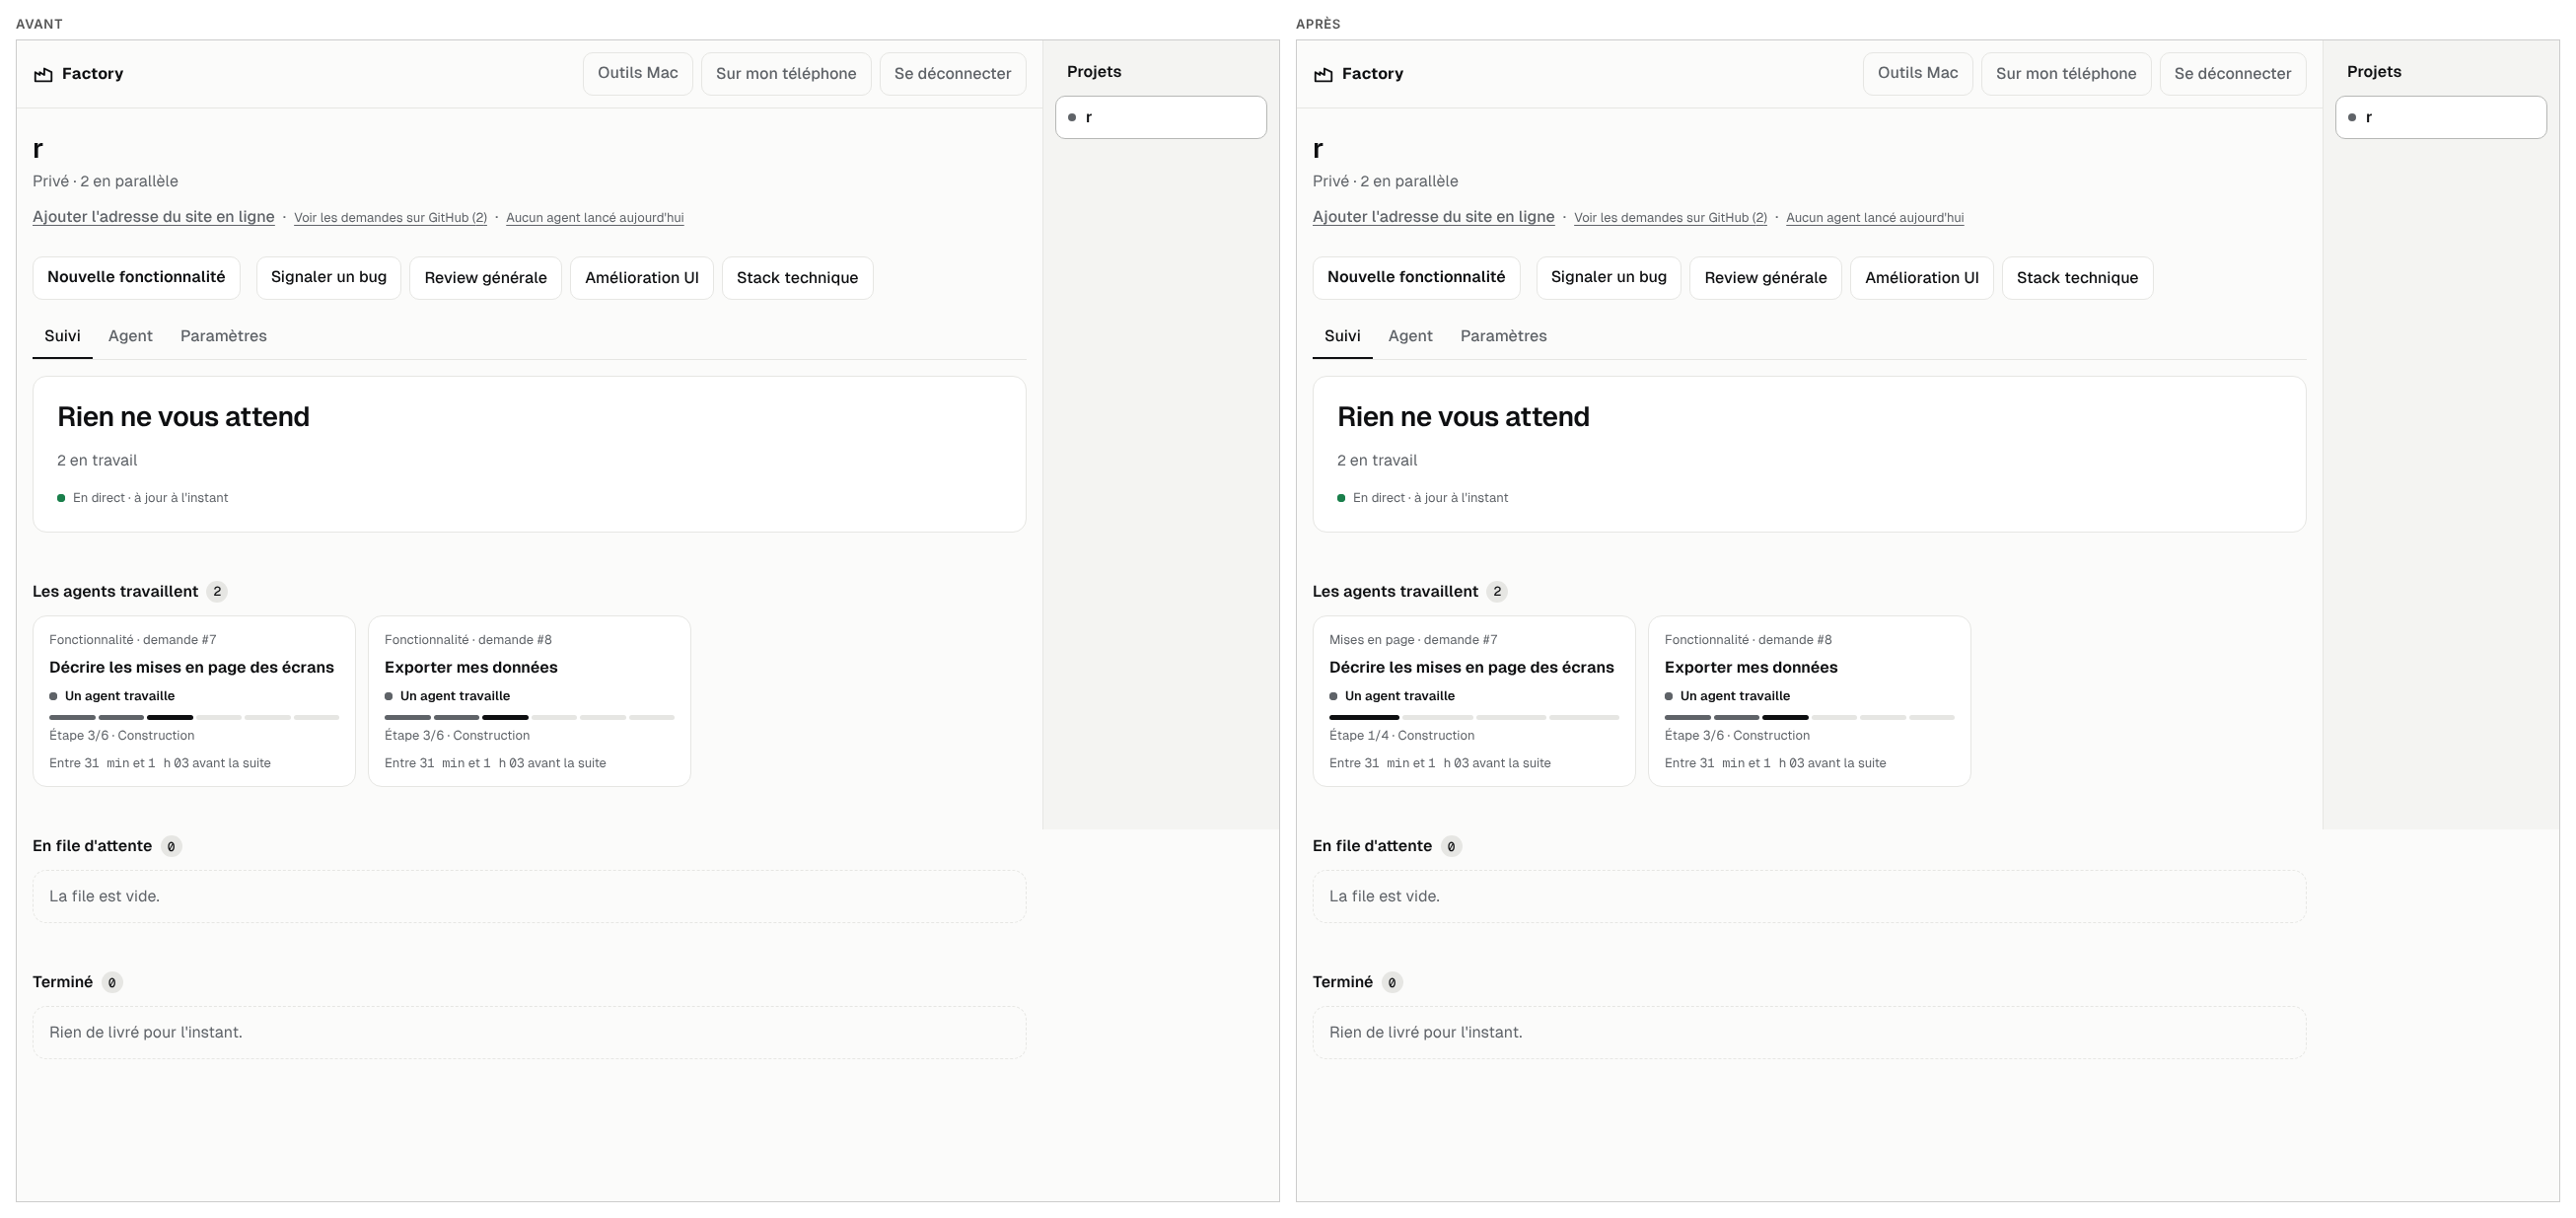 AVANT
Factory
Outils Mac
Sur mon téléphone
Se déconnecter
Projets
r
r
Privé · 2 en parallèle
Ajouter l'adresse du site en ligne · Voir les demandes sur GitHub (2) · Aucun agent lancé aujourd'hui
Nouvelle fonctionnalité
Signaler un bug
Review générale
Amélioration UI
Stack technique
Suivi
Agent
Paramètres
Rien ne vous attend
2 en travail
En direct · à jour à l'instant
Les agents travaillent 2
Fonctionnalité · demande #7
Décrire les mises en page des écrans
Un agent travaille
Étape 3/6 · Construction
Entre 31 min et 1 h 03 avant la suite
Fonctionnalité · demande #8
Exporter mes données
Un agent travaille
Étape 3/6 · Construction
Entre 31 min et 1 h 03 avant la suite
En file d'attente 0
La file est vide.
Terminé 0
Rien de livré pour l'instant.
APRÈS
Factory
Outils Mac
Sur mon téléphone
Se déconnecter
Projets
r
r
Privé · 2 en parallèle
Ajouter l'adresse du site en ligne · Voir les demandes sur GitHub (2) · Aucun agent lancé aujourd'hui
Nouvelle fonctionnalité
Signaler un bug
Review générale
Amélioration UI
Stack technique
Suivi
Agent
Paramètres
Rien ne vous attend
2 en travail
En direct · à jour à l'instant
Les agents travaillent 2
Mises en page · demande #7
Décrire les mises en page des écrans
Un agent travaille
Étape 1/4 · Construction
Entre 31 min et 1 h 03 avant la suite
Fonctionnalité · demande #8
Exporter mes données
Un agent travaille
Étape 3/6 · Construction
Entre 31 min et 1 h 03 avant la suite
En file d'attente 0
La file est vide.
Terminé 0
Rien de livré pour l'instant.